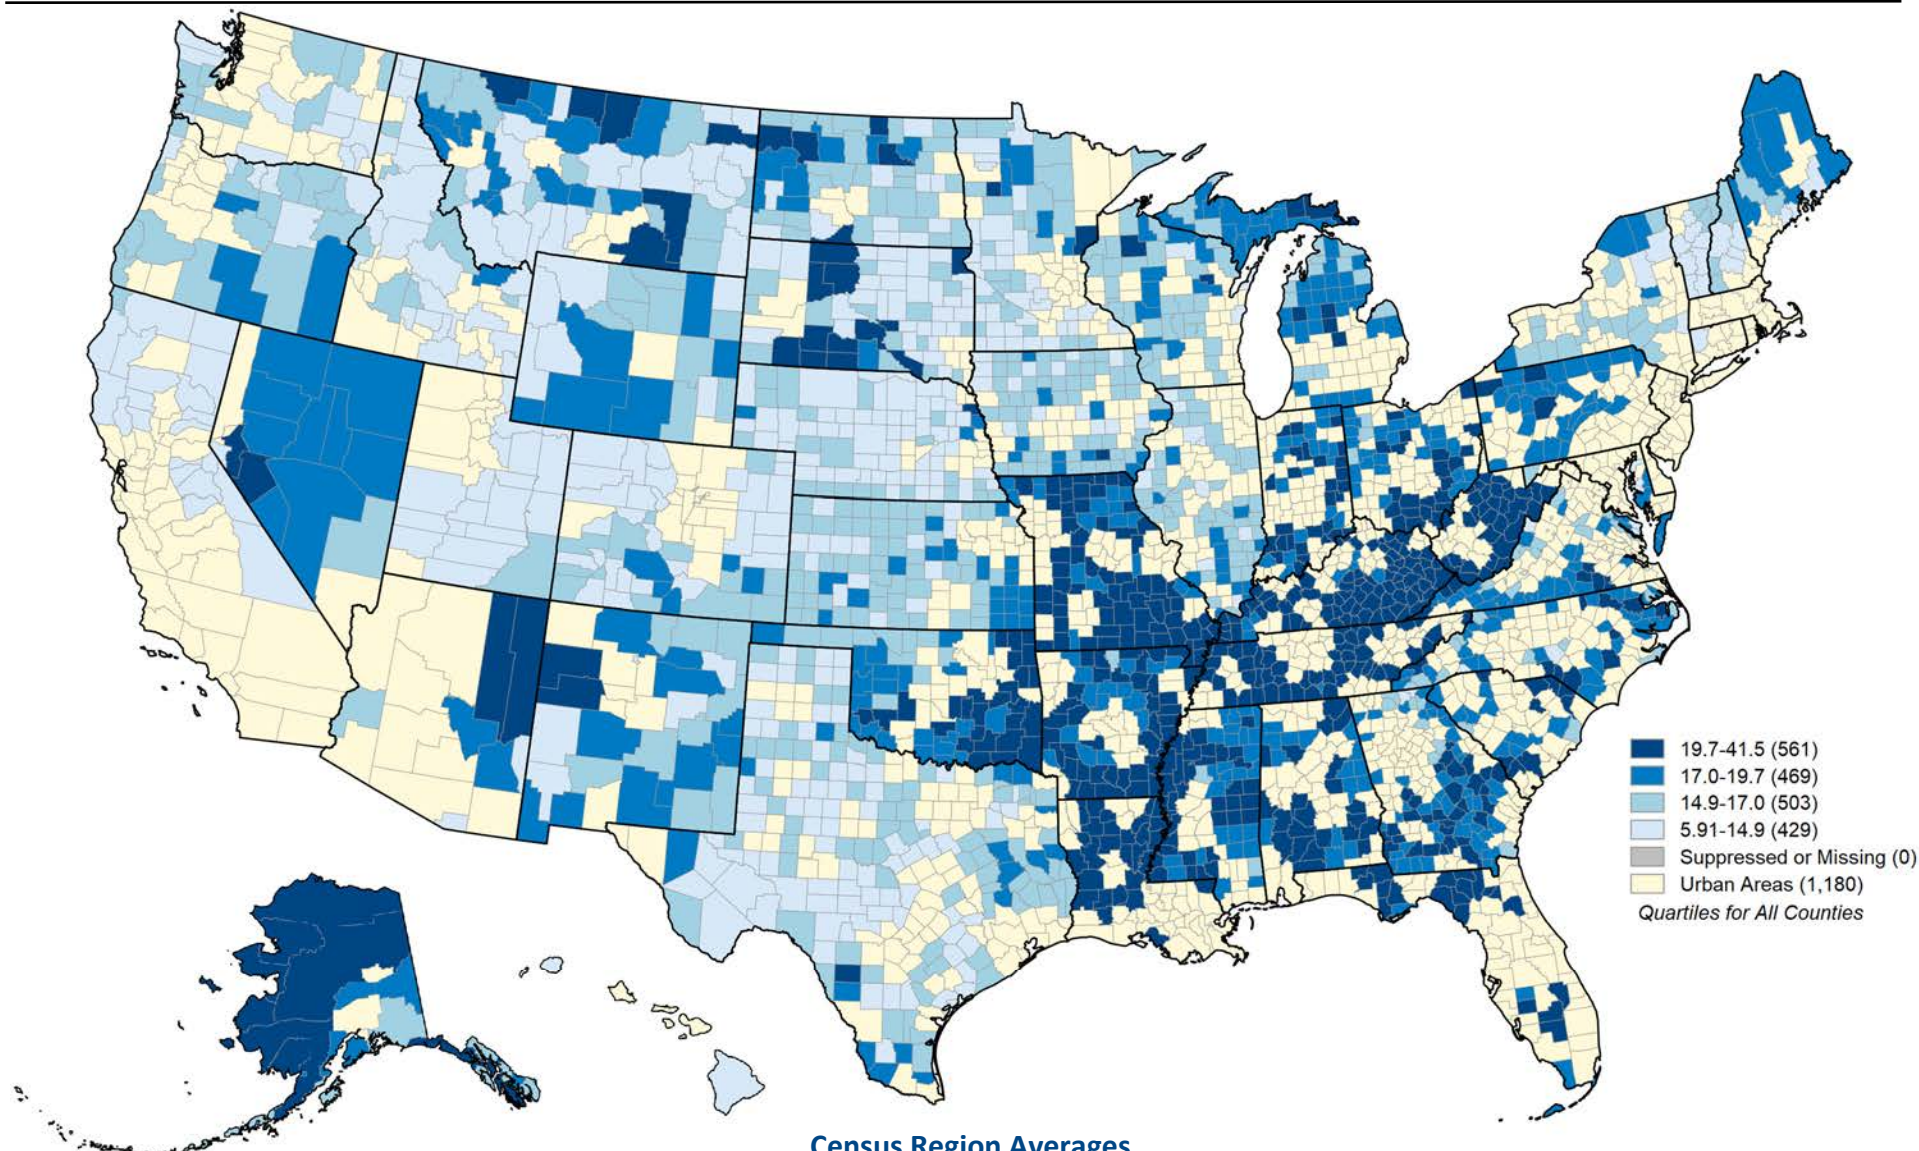 19.7-41.5 (561)
17.0-19.7 (469)
14.9-17.0 (503)
5.91-14.9 (429)
Suppressed or Missing (0)
Urban Areas (1,180)
Quartiles for All Counties
Census Region Averages